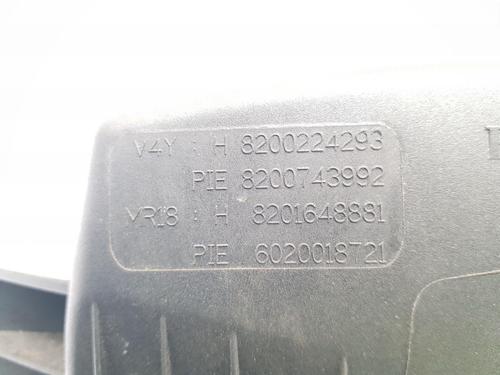 V4Y : H 8200224293
PIE 8200743992
VR18 : H 8201648881
PIE 6020018721